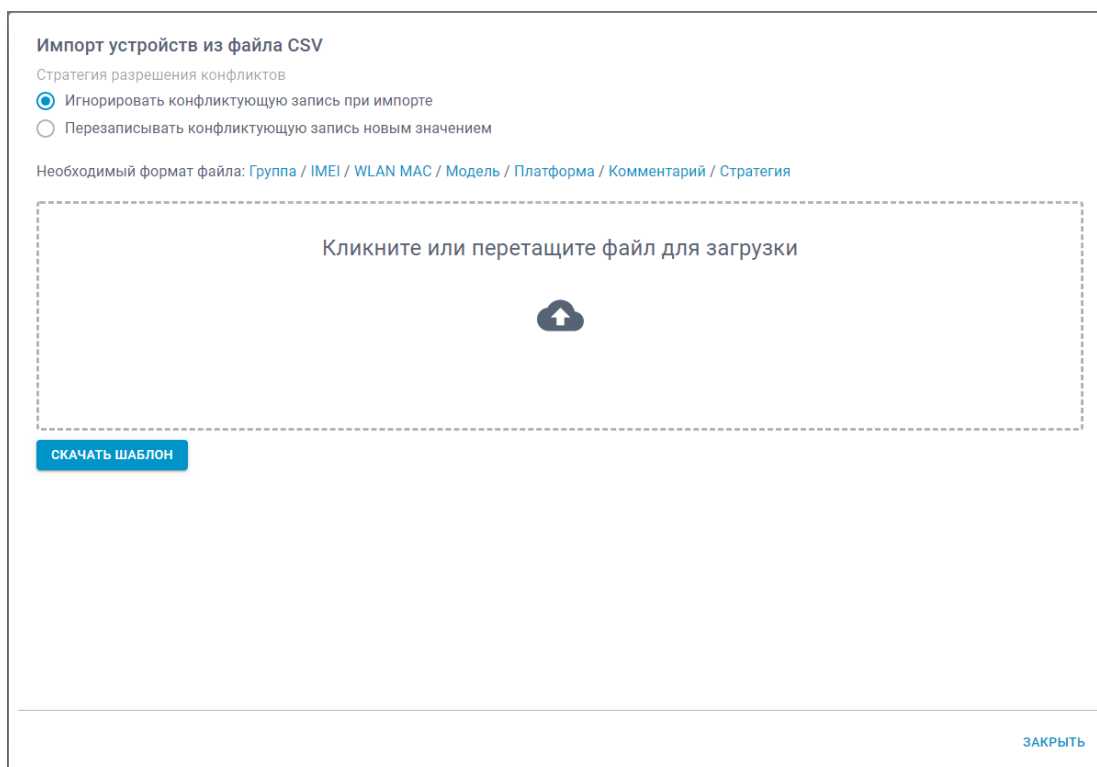 Импорт устройств из файла CSV
Стратегия разрешения конфликтов
Игнорировать конфликтующую запись при импорте
Перезаписывать конфликтующую запись новым значением
Необходимый формат файла: Группа / IMEI / WLAN MAC / Модель / Платформа / Комментарий / Стратегия
Кликните или перетащите файл для загрузки
СКАЧАТЬ ШАБЛОН
ЗАКРЫТЬ